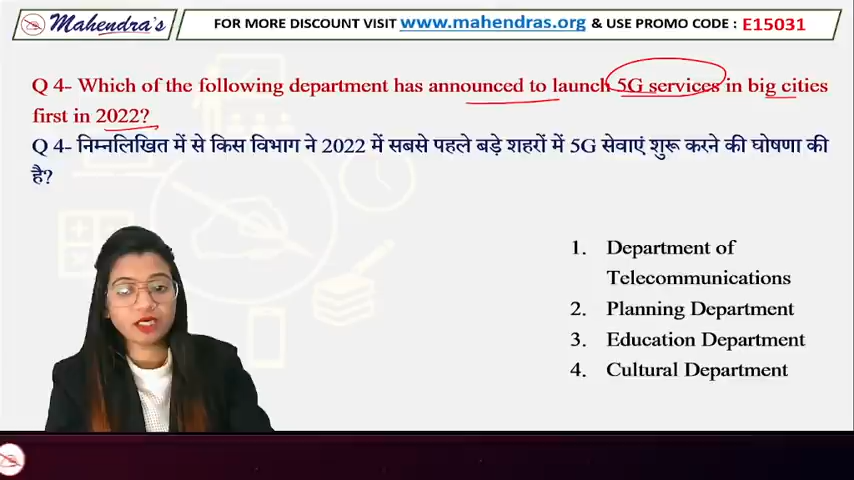 Mahendra's
FOR MORE DISCOUNT VISIT www.mahendras.org & USE PROMO CODE : E15031
Q 4- Which of the following department has announced to launch 5G services in big cities
first in 2022?
Q 4- निम्नलिखित में से किस विभाग ने 2022 में सबसे पहले बड़े शहरों में 5G सेवाएं शुरू करने की घोषणा की
है?
1. Department of
Telecommunications
2. Planning Department
3. Education Department
4. Cultural Department